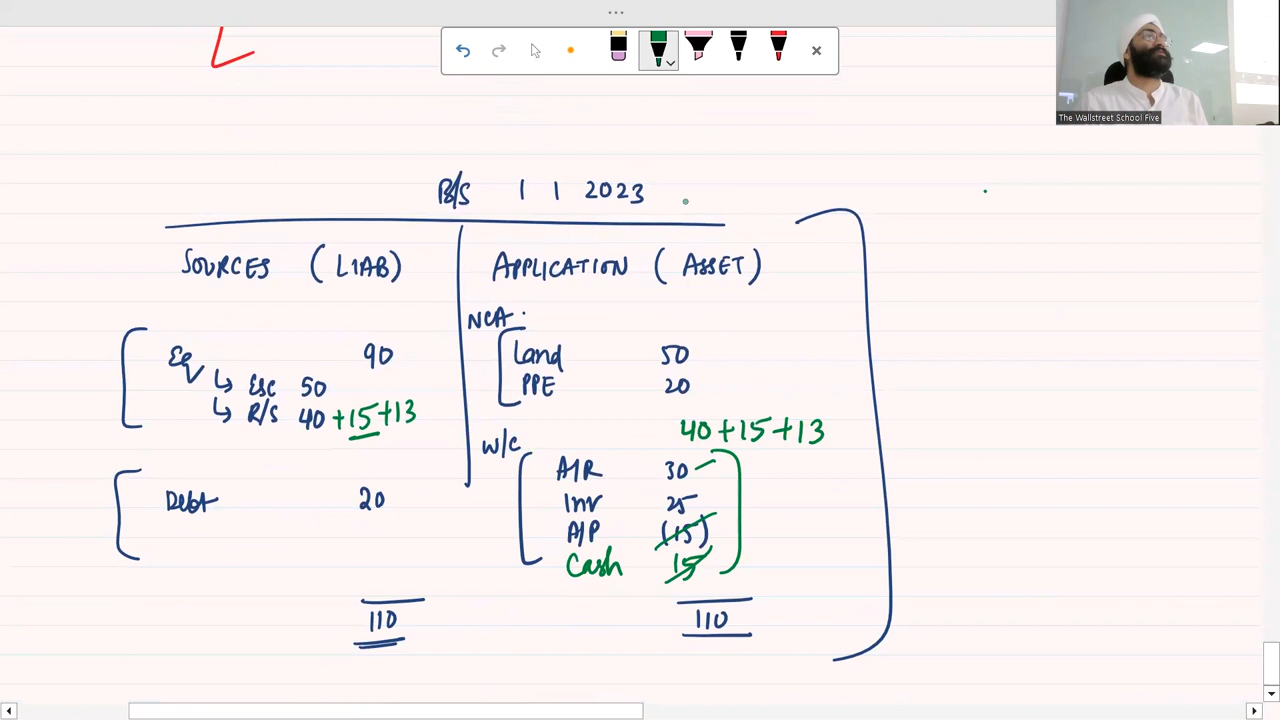 The Wallstreet School Five
B/S 1 1 2023
SOURCES (LIAB)
APPLICATION (ASSET)
NCA
Eq 90
↳ Esc 50
↳ R/S 40 +15+13
Debt 20
110
Land 50
PPE 20
W/C 40+15+13
A/R 30
Inv 25
A/P (15)
Cash 15
110